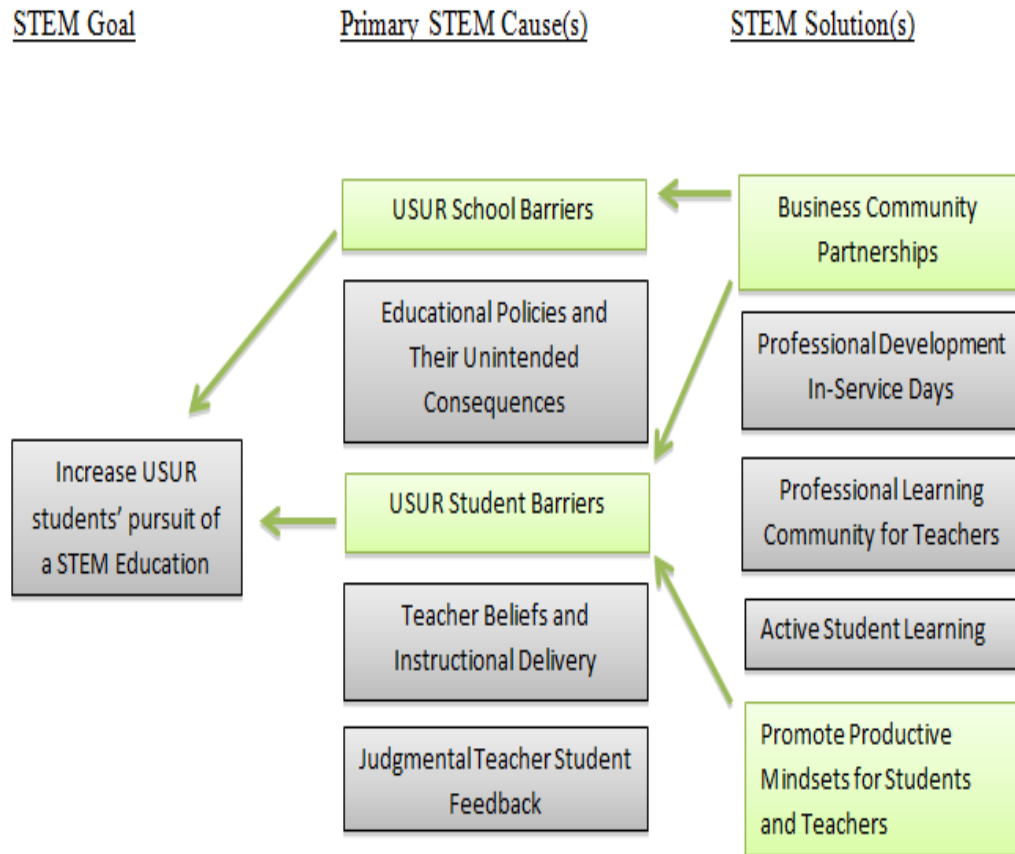 STEM Goal
Primary STEM Cause(s)
STEM Solution(s)
USUR School Barriers
Educational Policies and
Their Unintended
Consequences
USUR Student Barriers
Teacher Beliefs and
Instructional Delivery
Judgmental Teacher Student
Feedback
Increase USUR
students’ pursuit of
a STEM Education
Business Community
Partnerships
Professional Development
In-Service Days
Professional Learning
Community for Teachers
Active Student Learning
Promote Productive
Mindsets for Students
and Teachers